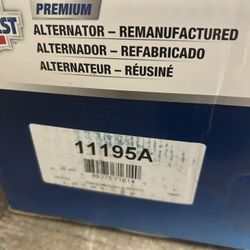 PREMIUM
ALTERNATOR – REMANUFACTURED
ALTERNADOR – REFABRICADO
ALTERNATEUR – RÉUSINÉ
11195A